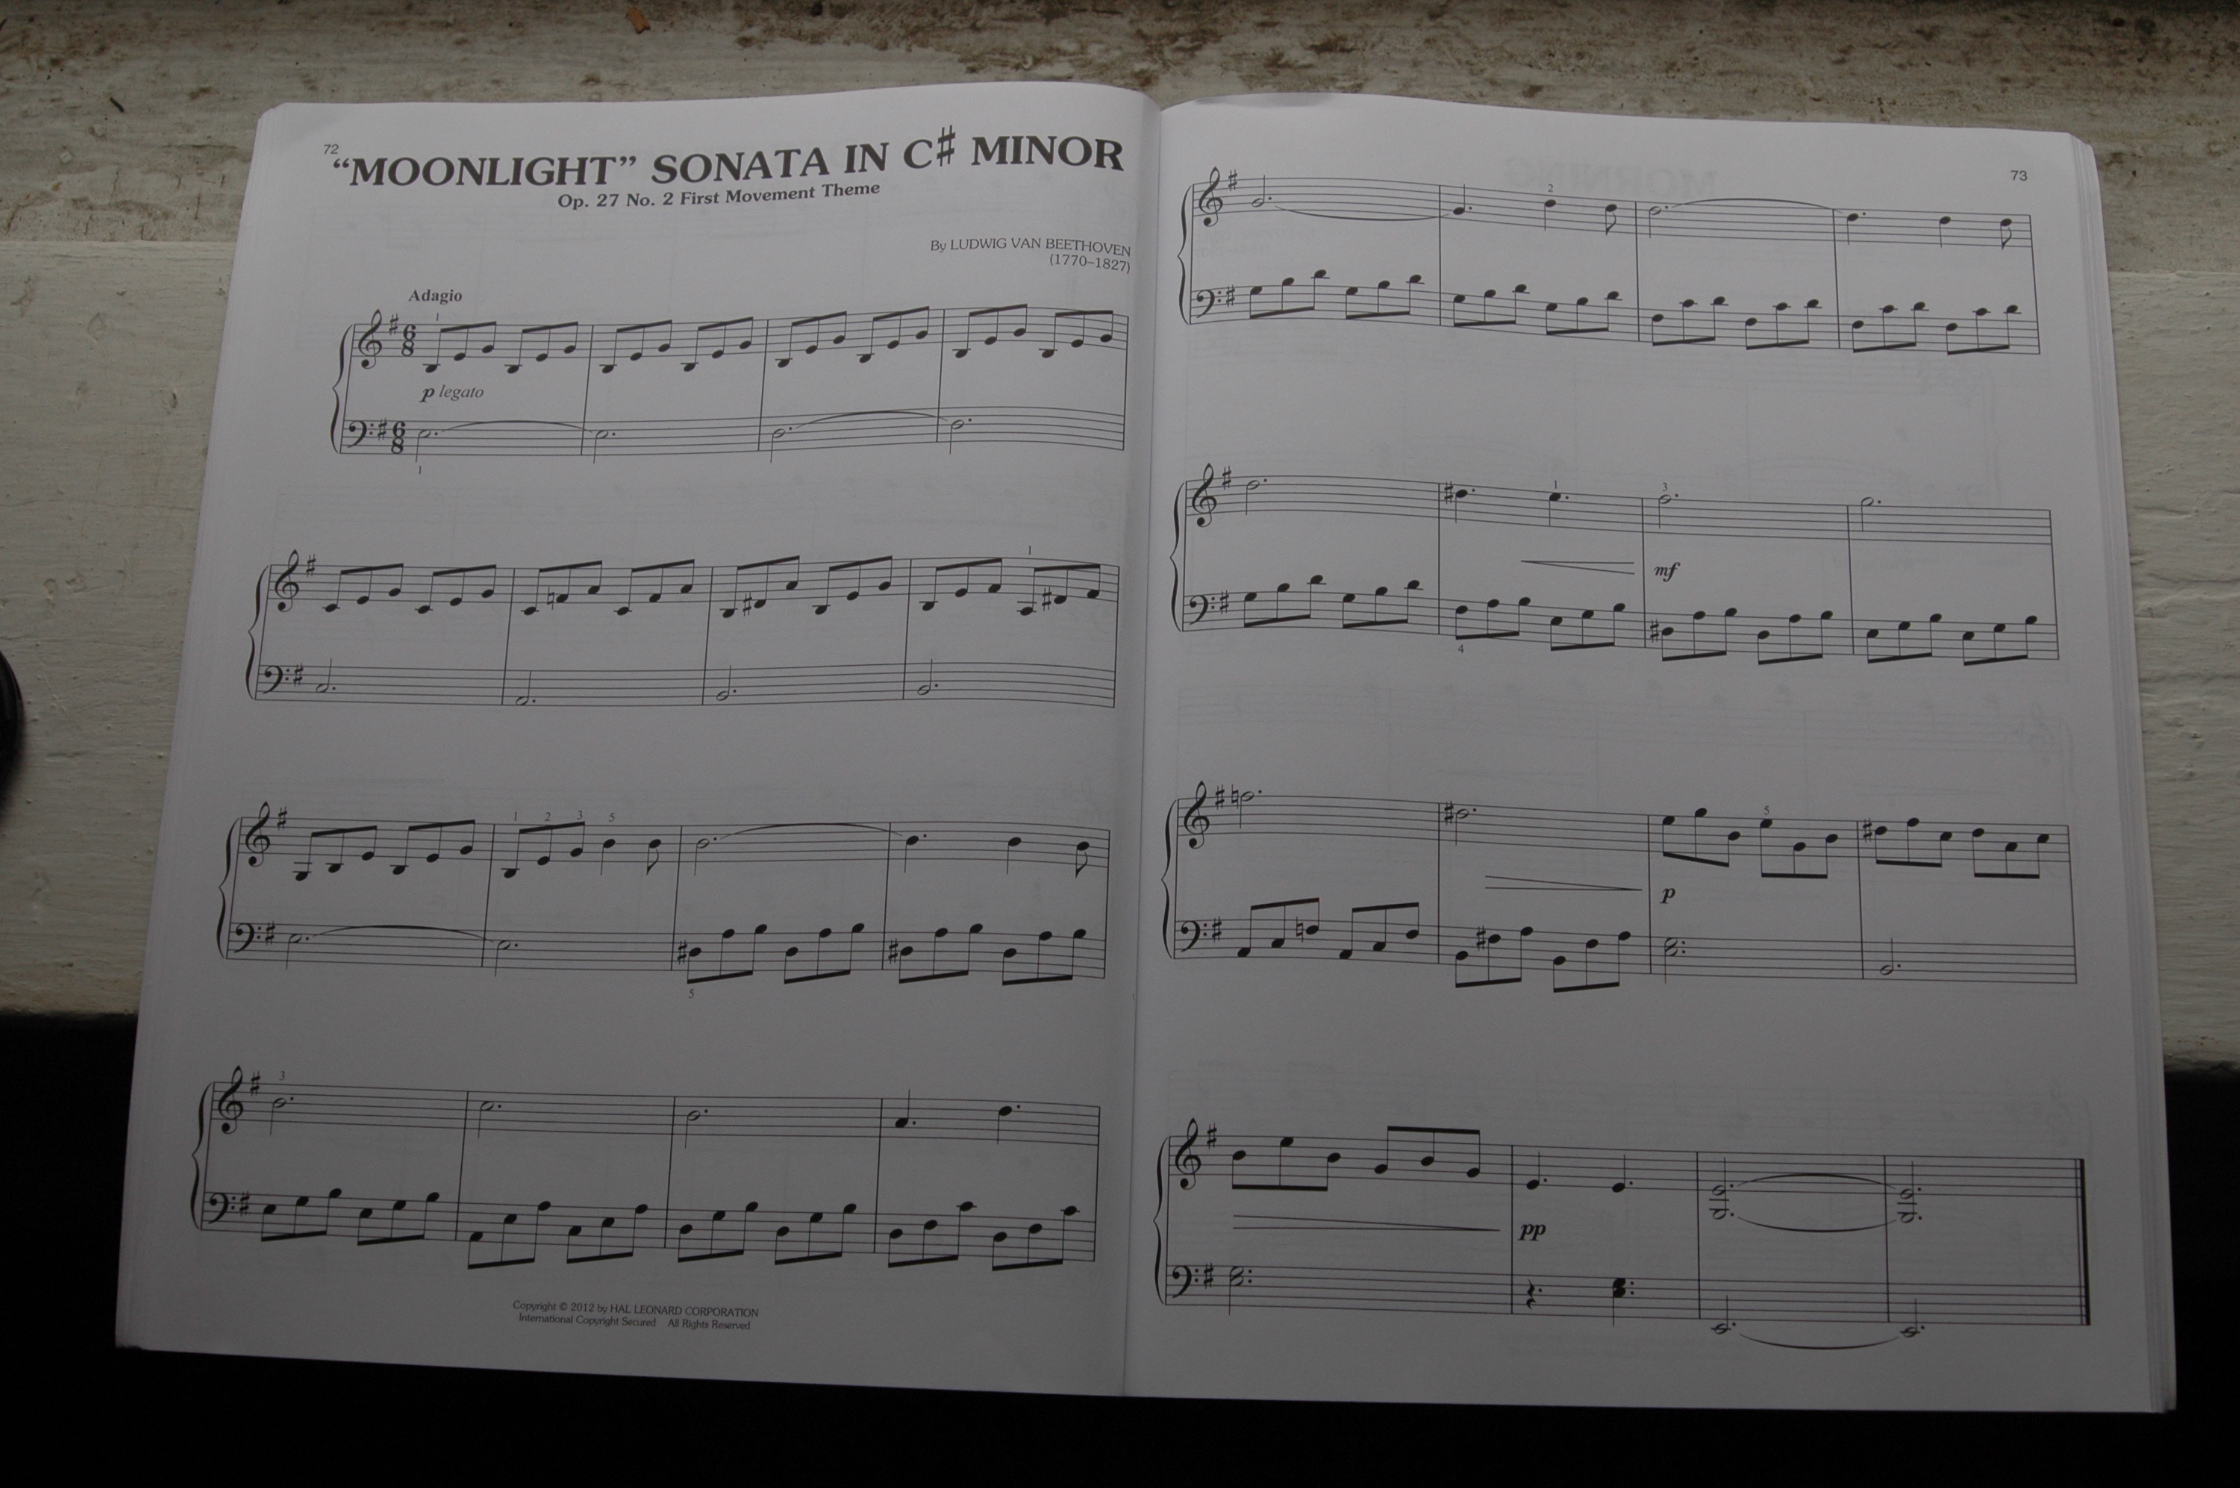 72
“MOONLIGHT” SONATA IN C♯ MINOR
Op. 27 No. 2 First Movement Theme
By LUDWIG VAN BEETHOVEN
(1770–1827)
Adagio
1
6
8
p legato
6
8
1
1
1 2 3 5
5
3
Copyright © 2012 by HAL LEONARD CORPORATION
International Copyright Secured All Rights Reserved
73
2
1 3
mf
4
5
p
pp